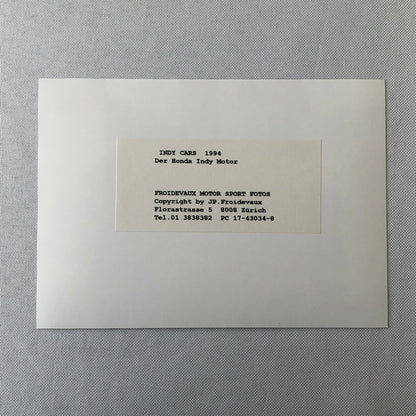 INDY CARS 1994
Der Honda Indy Motor
FROIDEVAUX MOTOR SPORT FOTOS
Copyright by JP.Froidevaux
Florastrasse 5 8008 Zürich
Tel.01 3838382 PC 17-43034-8